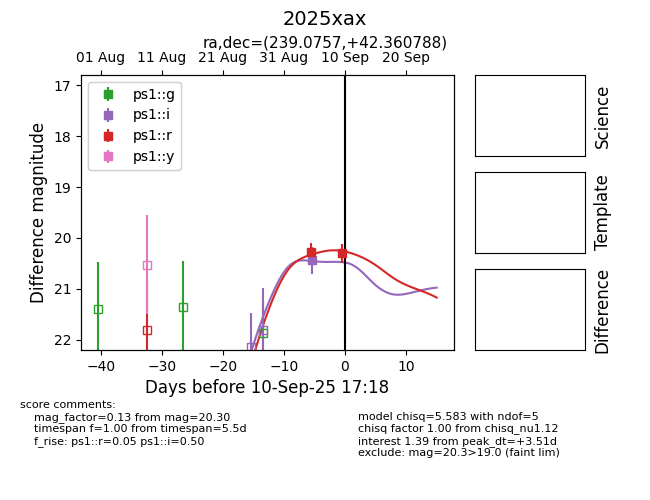 2025xax
ra,dec=(239.0757,+42.360788)
01 Aug 11 Aug 21 Aug 31 Aug 10 Sep 20 Sep
17
18
19
20
21
22
Difference magnitude
ps1::g
ps1::i
ps1::r
ps1::y
−40 −30 −20 −10 0 10
Days before 10-Sep-25 17:18
Science
Template
Difference
score comments:
mag_factor=0.13 from mag=20.30
timespan f=1.00 from timespan=5.5d
f_rise: ps1::r=0.05 ps1::i=0.50
model chisq=5.583 with ndof=5
chisq factor 1.00 from chisq_nu1.12
interest 1.39 from peak_dt=+3.51d
exclude: mag=20.3>19.0 (faint lim)